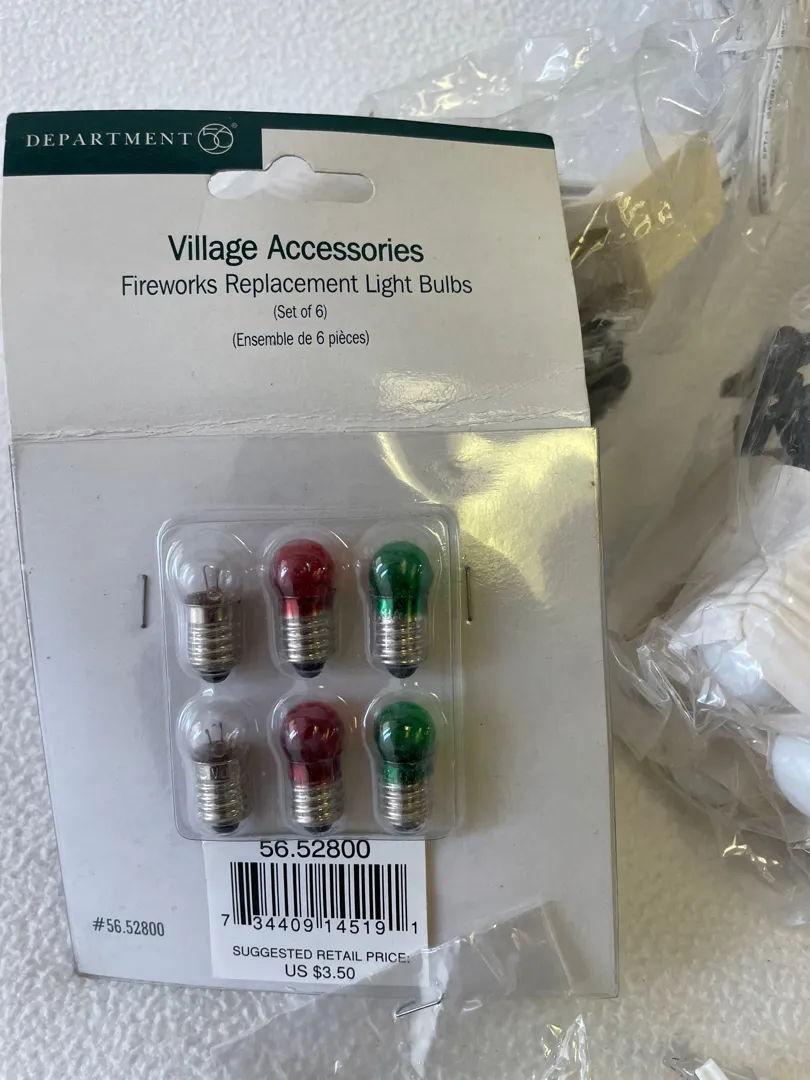 DEPARTMENT 56®
Village Accessories
Fireworks Replacement Light Bulbs
(Set of 6)
(Ensemble de 6 pièces)
56.52800
7 34409 14519 1
#56.52800
SUGGESTED RETAIL PRICE:
US $3.50